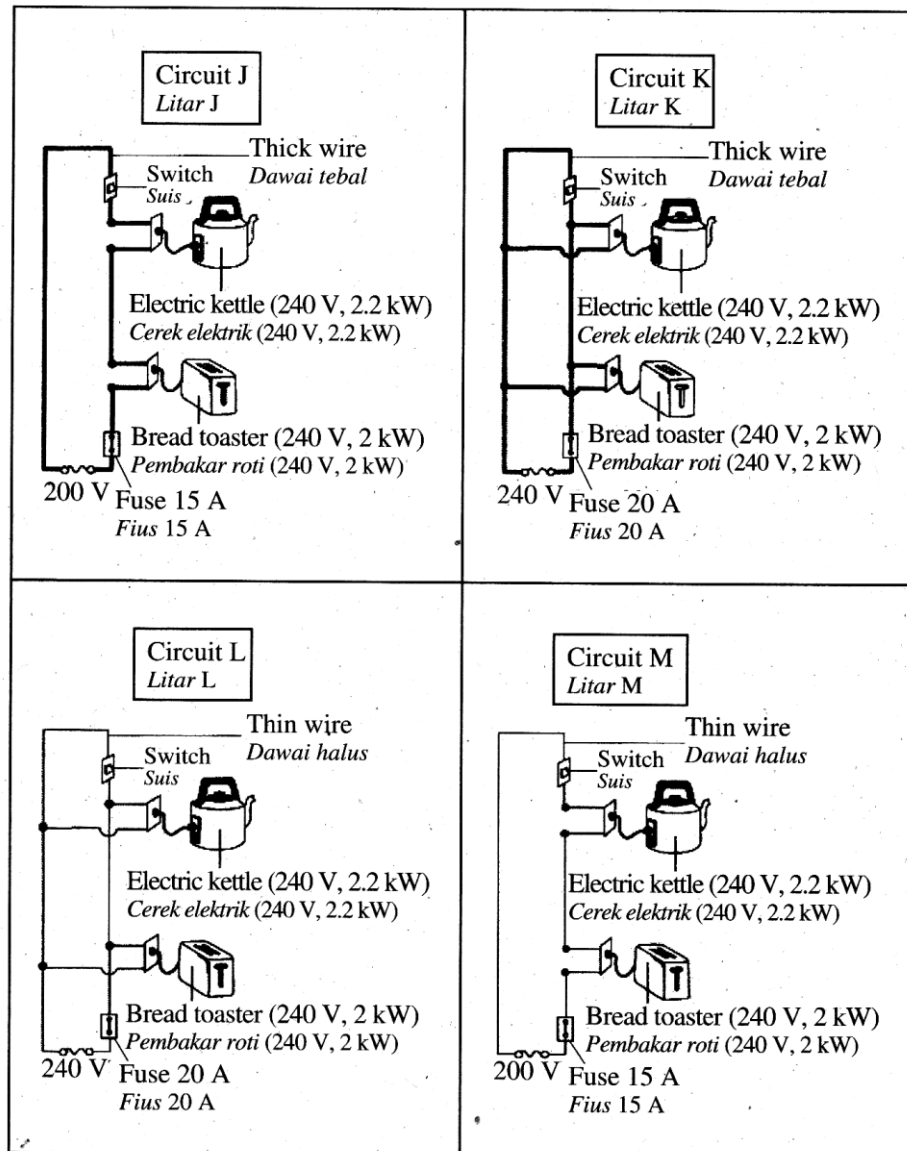 Circuit J
Litar J
Thick wire
Dawai tebal
Switch
Suis
Electric kettle (240 V, 2.2 kW)
Cerek elektrik (240 V, 2.2 kW)
Bread toaster (240 V, 2 kW)
Pembakar roti (240 V, 2 kW)
200 V
Fuse 15 A
Fius 15 A
Circuit K
Litar K
Thick wire
Dawai tebal
Switch
Suis
Electric kettle (240 V, 2.2 kW)
Cerek elektrik (240 V, 2.2 kW)
Bread toaster (240 V, 2 kW)
Pembakar roti (240 V, 2 kW)
240 V
Fuse 20 A
Fius 20 A
Circuit L
Litar L
Thin wire
Dawai halus
Switch
Suis
Electric kettle (240 V, 2.2 kW)
Cerek elektrik (240 V, 2.2 kW)
Bread toaster (240 V, 2 kW)
Pembakar roti (240 V, 2 kW)
240 V
Fuse 20 A
Fius 20 A
Circuit M
Litar M
Thin wire
Dawai halus
Switch
Suis
Electric kettle (240 V, 2.2 kW)
Cerek elektrik (240 V, 2.2 kW)
Bread toaster (240 V, 2 kW)
Pembakar roti (240 V, 2 kW)
200 V
Fuse 15 A
Fius 15 A